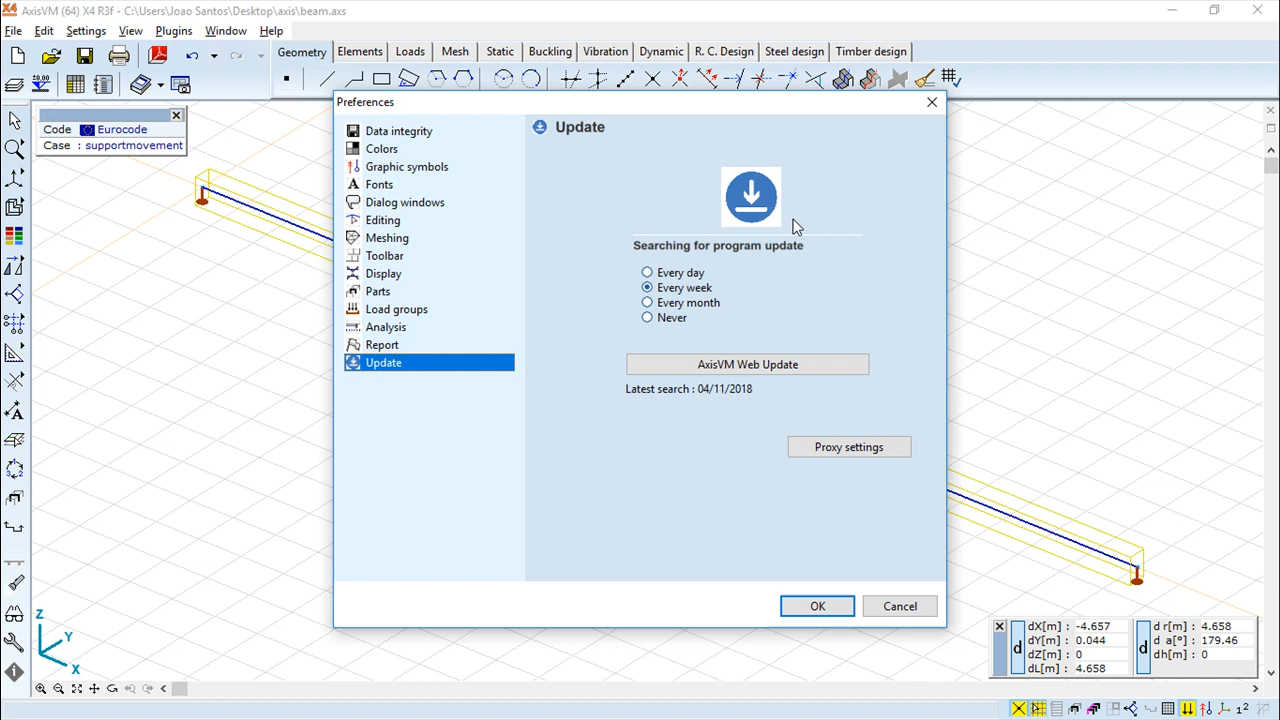 AxisVM (64) X4 R3f - C:\Users\Joao Santos\Desktop\axis\beam.axs
File Edit Settings View Plugins Window Help
Geometry Elements Loads Mesh Static Buckling Vibration Dynamic R. C. Design Steel design Timber design
Code Eurocode
Case : supportmovement
Preferences
Data integrity
Colors
Graphic symbols
Fonts
Dialog windows
Editing
Meshing
Toolbar
Display
Parts
Load groups
Analysis
Report
Update
Update
Searching for program update
Every day
Every week
Every month
Never
AxisVM Web Update
Latest search : 04/11/2018
Proxy settings
OK Cancel
Z
Y
X
dX[m] : -4.657
dY[m] : 0.044
dZ[m] : 0
dL[m] : 4.658
d
d r[m] : 4.658
d a[°] : 179.46
dh[m] : 0
d